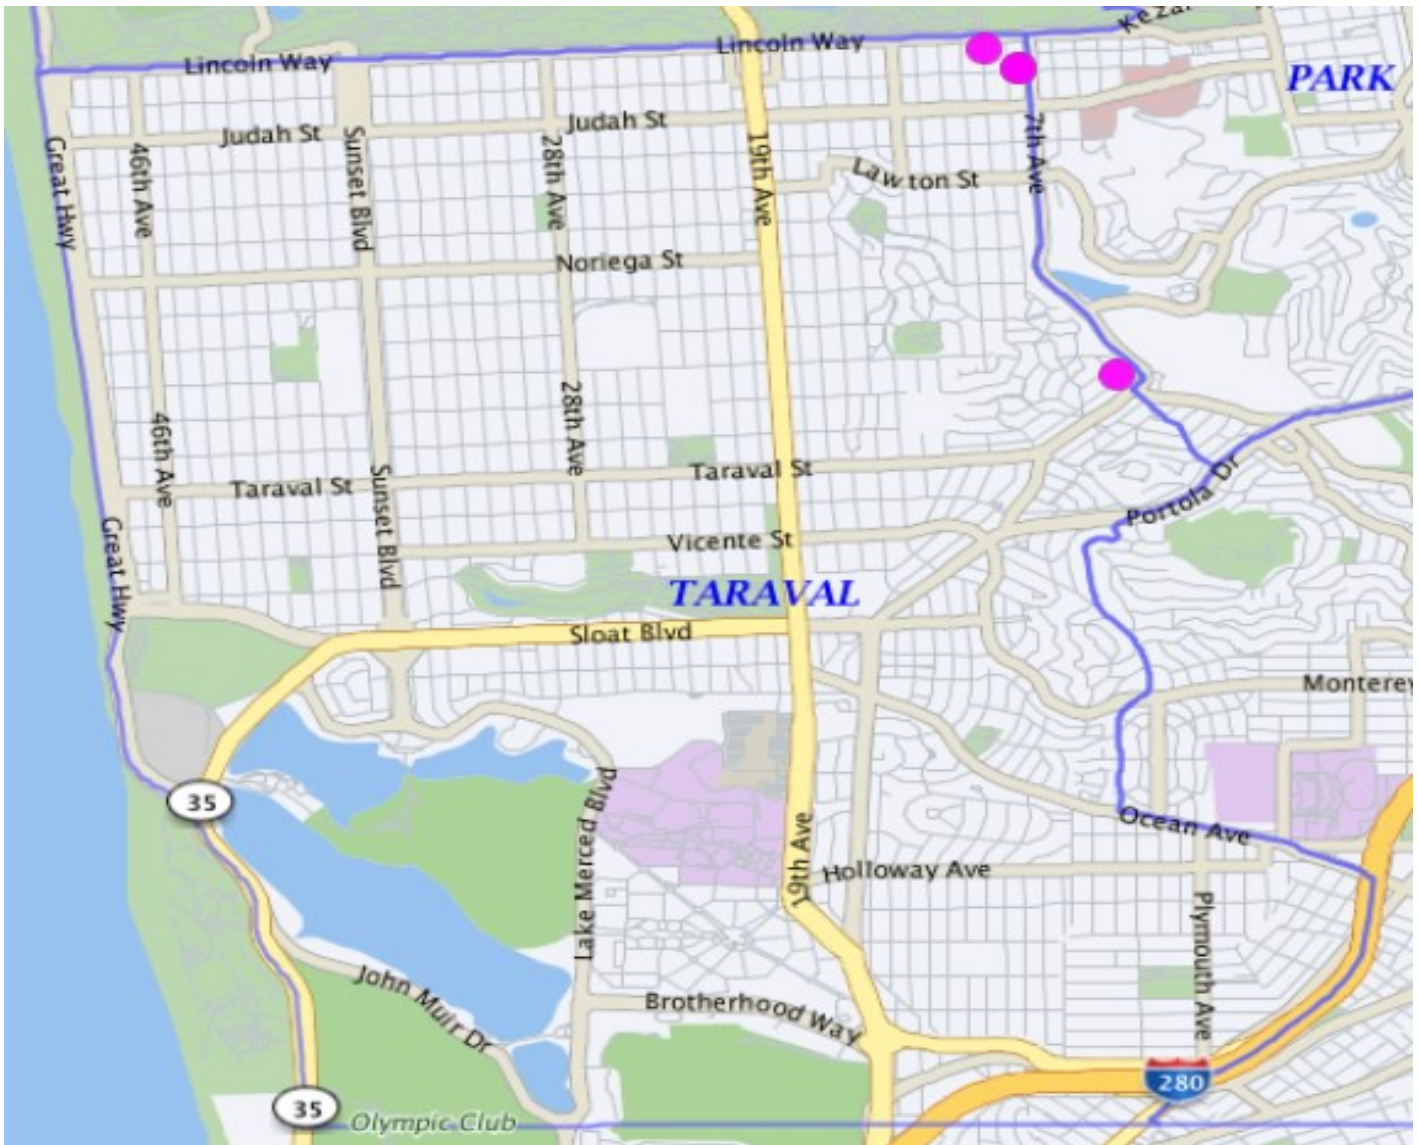 Kezar
Lincoln Way
Lincoln Way
PARK
Judah St
Judah St
Great Hwy
46th Ave
Sunset Blvd
28th Ave
19th Ave
7th Ave
Lawton St
Noriega St
28th Ave
46th Ave
Taraval St
Taraval St
Sunset Blvd
Portola Dr
Great Hwy
Vicente St
TARAVAL
Sloat Blvd
Monterey
35
Lake Merced Blvd
19th Ave
Ocean Ave
Holloway Ave
Plymouth Ave
John Muir Dr
Brotherhood Way
280
35
Olympic Club